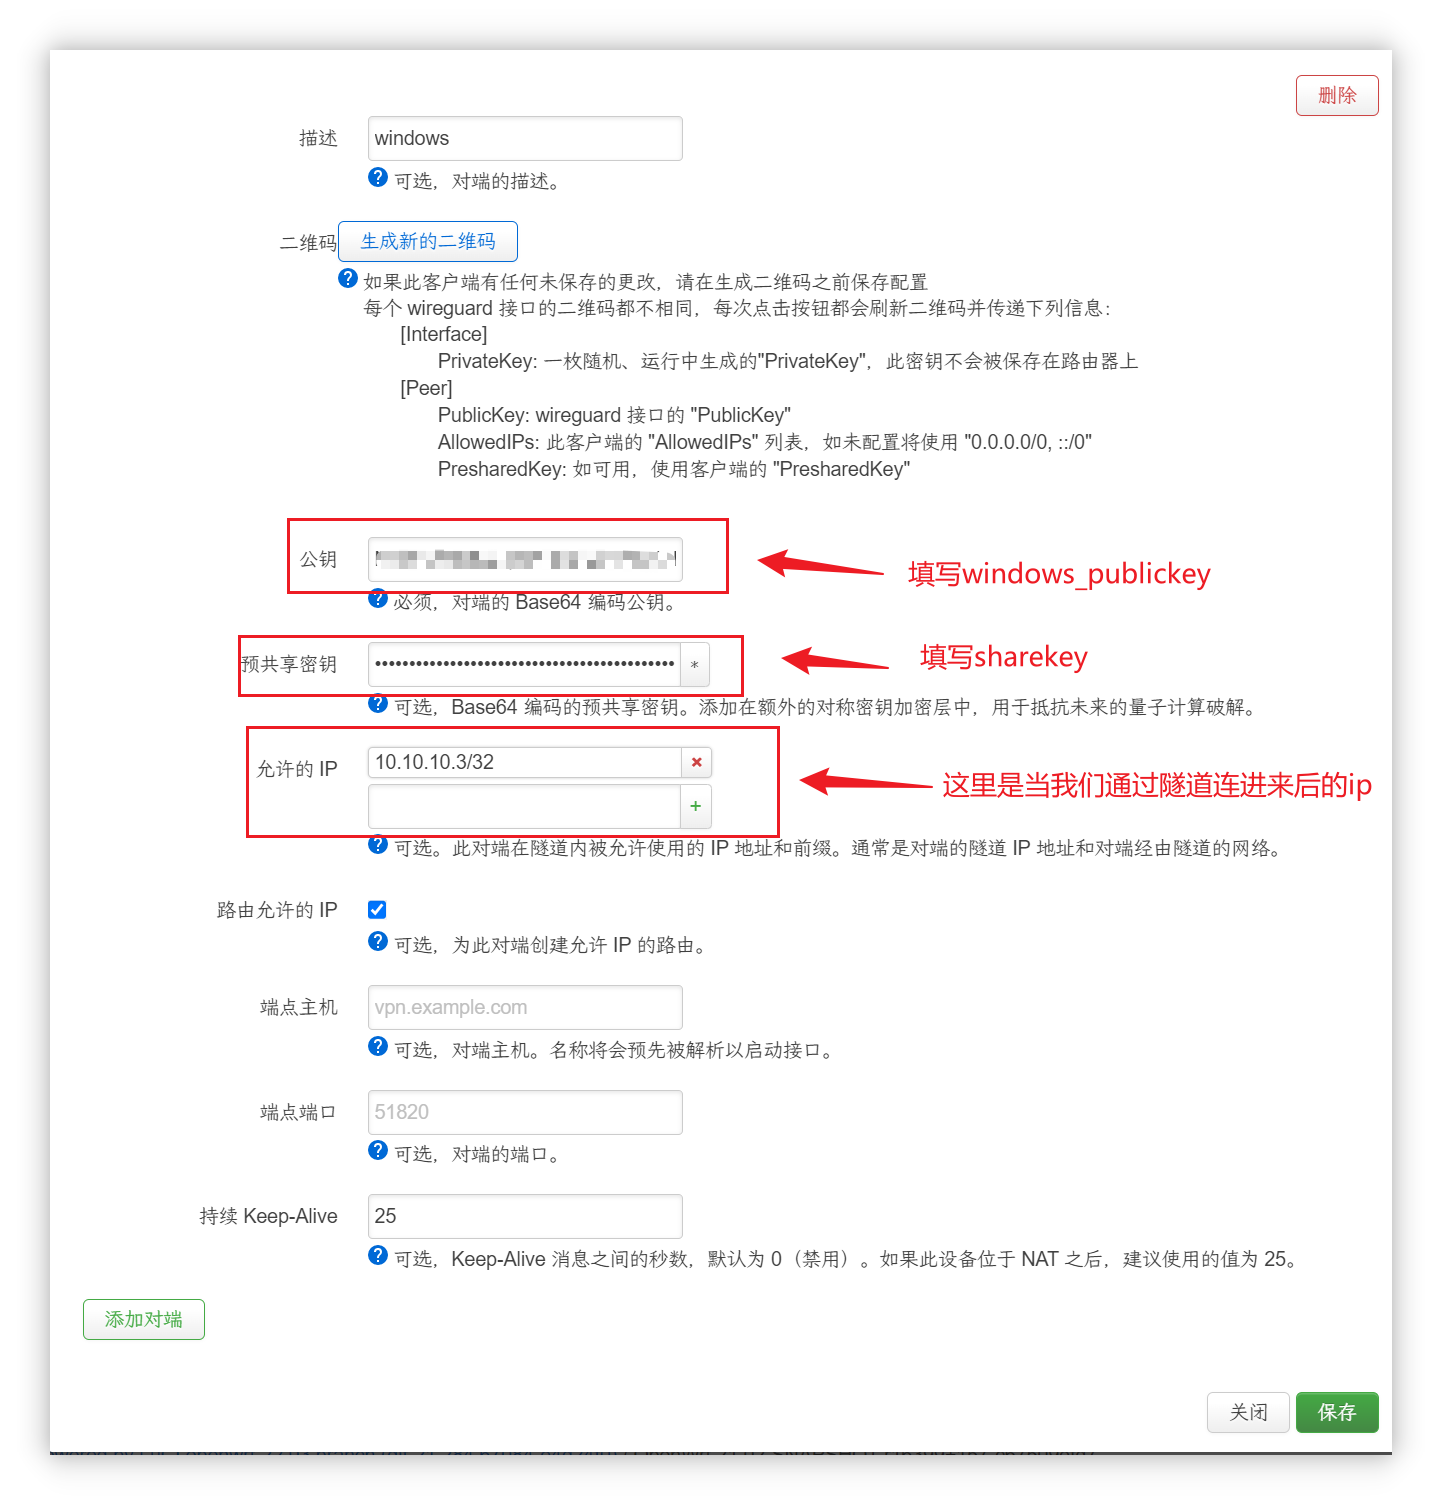 删除
描述
windows
可选，对端的描述。
二维码
生成新的二维码
如果此客户端有任何未保存的更改，请在生成二维码之前保存配置
每个 wireguard 接口的二维码都不相同，每次点击按钮都会刷新二维码并传递下列信息：
[Interface]
PrivateKey: 一枚随机、运行中生成的"PrivateKey"，此密钥不会被保存在路由器上
[Peer]
PublicKey: wireguard 接口的 "PublicKey"
AllowedIPs: 此客户端的 "AllowedIPs" 列表，如未配置将使用 "0.0.0.0/0, ::/0"
PresharedKey: 如可用，使用客户端的 "PresharedKey"
公钥
填写windows_publickey
必须，对端的 Base64 编码公钥。
预共享密钥
*
填写sharekey
可选，Base64 编码的预共享密钥。添加在额外的对称密钥加密层中，用于抵抗未来的量子计算破解。
允许的 IP
10.10.10.3/32
这里是当我们通过隧道连进来后的ip
可选。此对端在隧道内被允许使用的 IP 地址和前缀。通常是对端的隧道 IP 地址和对端经由隧道的网络。
路由允许的 IP
可选，为此对端创建允许 IP 的路由。
端点主机
vpn.example.com
可选，对端主机。名称将会预先被解析以启动接口。
端点端口
51820
可选，对端的端口。
持续 Keep-Alive
25
可选，Keep-Alive 消息之间的秒数，默认为 0（禁用）。如果此设备位于 NAT 之后，建议使用的值为 25。
添加对端
关闭
保存